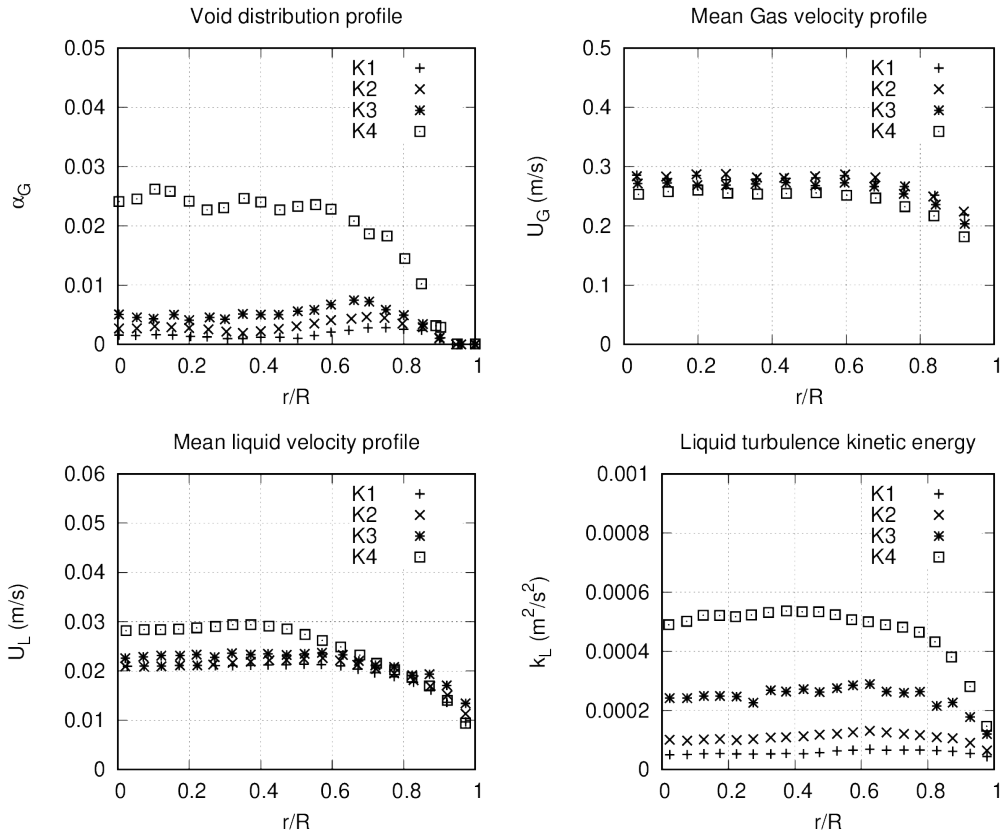 Void distribution profile
0.05
0.04
0.03
0.02
0.01
0
α_G
K1
K2
K3
K4
0 0.2 0.4 0.6 0.8 1
r/R
Mean Gas velocity profile
0.5
0.4
0.3
0.2
0.1
0
U_G (m/s)
K1
K2
K3
K4
0 0.2 0.4 0.6 0.8 1
r/R
Mean liquid velocity profile
0.06
0.05
0.04
0.03
0.02
0.01
0
U_L (m/s)
K1
K2
K3
K4
0 0.2 0.4 0.6 0.8 1
r/R
Liquid turbulence kinetic energy
0.001
0.0008
0.0006
0.0004
0.0002
0
k_L (m²/s²)
K1
K2
K3
K4
0 0.2 0.4 0.6 0.8 1
r/R